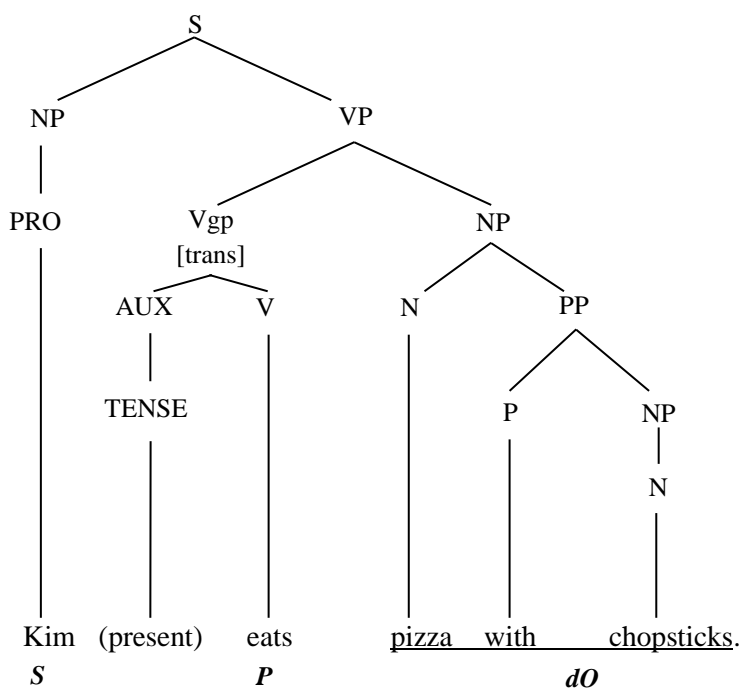 S
NP VP
PRO Vgp NP
[trans]
AUX V N PP
TENSE P NP
N
Kim (present) eats pizza with chopsticks.
S P dO